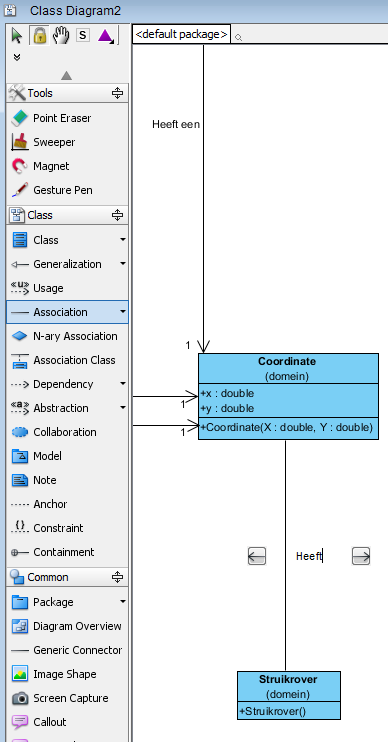 Class Diagram2
S
<default package>
Tools
Point Eraser
Sweeper
Magnet
Gesture Pen
Class
Class
Generalization
«u» Usage
Association
N-ary Association
Association Class
Dependency
«a» Abstraction
Collaboration
Model
Note
Anchor
{} Constraint
Containment
Common
Package
Diagram Overview
Generic Connector
Image Shape
Screen Capture
Callout
Heeft een
1
Coordinate
(domein)
+x : double
1
+y : double
1
+Coordinate(X : double, Y : double)
Heeft
Struikrover
(domein)
+Struikrover()